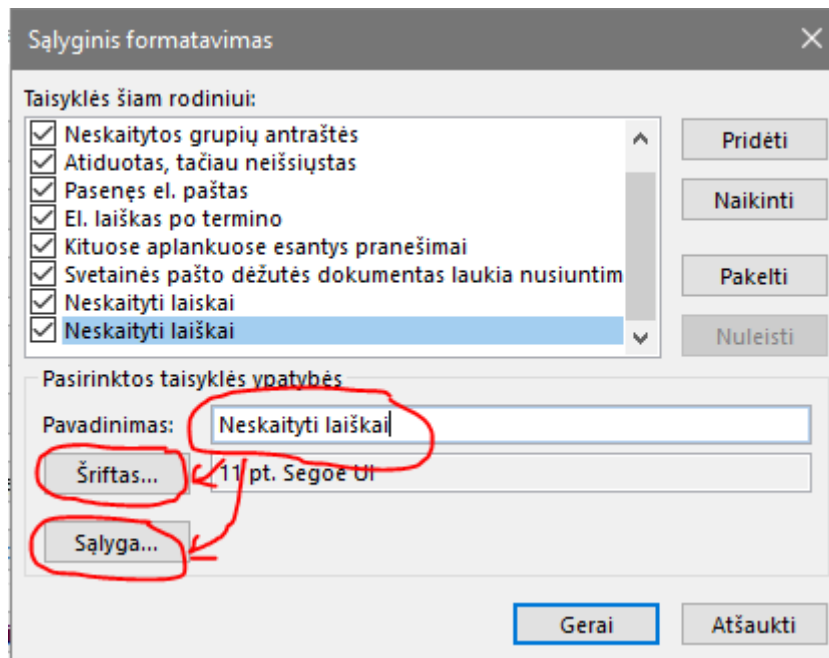 Sąlyginis formatavimas
Taisyklės šiam rodiniui:
Neskaitytos grupių antraštės
Atiduotas, tačiau neišsiųstas
Pasenęs el. paštas
El. laiškas po termino
Kituose aplankuose esantys pranešimai
Svetainės pašto dėžutės dokumentas laukia nusiuntim
Neskaityti laiskai
Neskaityti laiškai
Pridėti
Naikinti
Pakelti
Nuleisti
Pasirinktos taisyklės ypatybės
Pavadinimas: Neskaityti laiškai
Šriftas... 11 pt. Segoe UI
Sąlyga...
Gerai Atšaukti